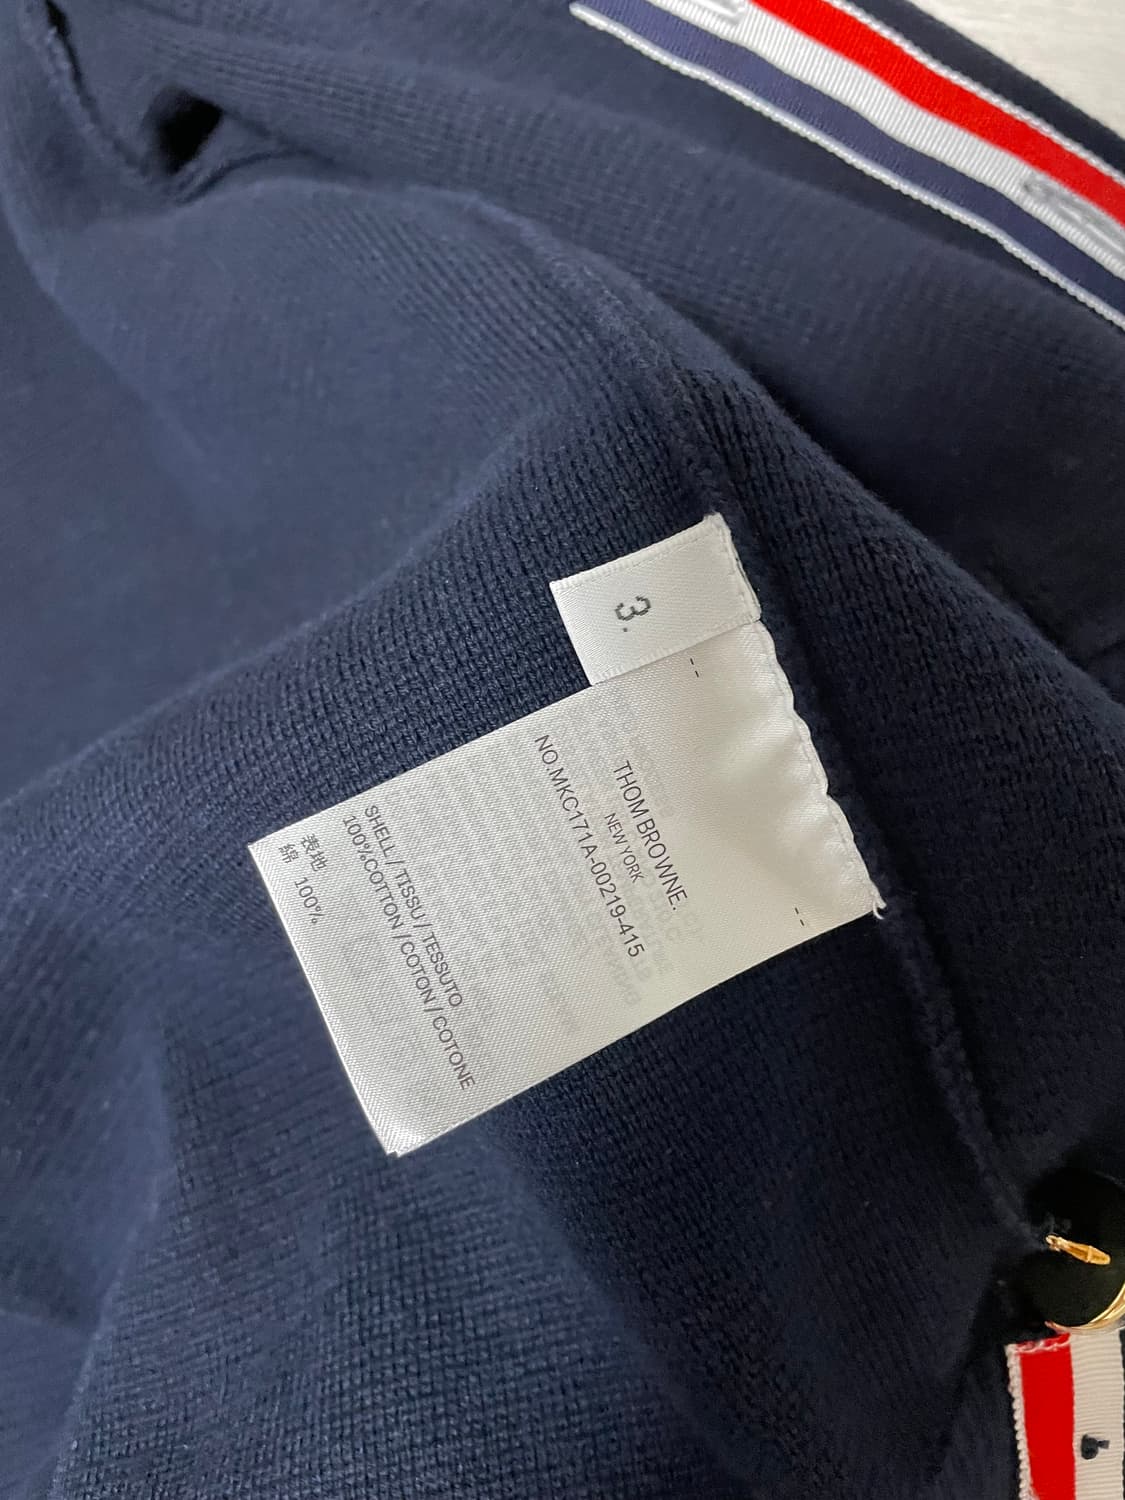 3.
THOM BROWNE.
NEW YORK
NO.MKC171A-00219-415
SHELL / TISSU / TESSUTO
100%COTTON / COTON / COTONE
表地
綿 100%